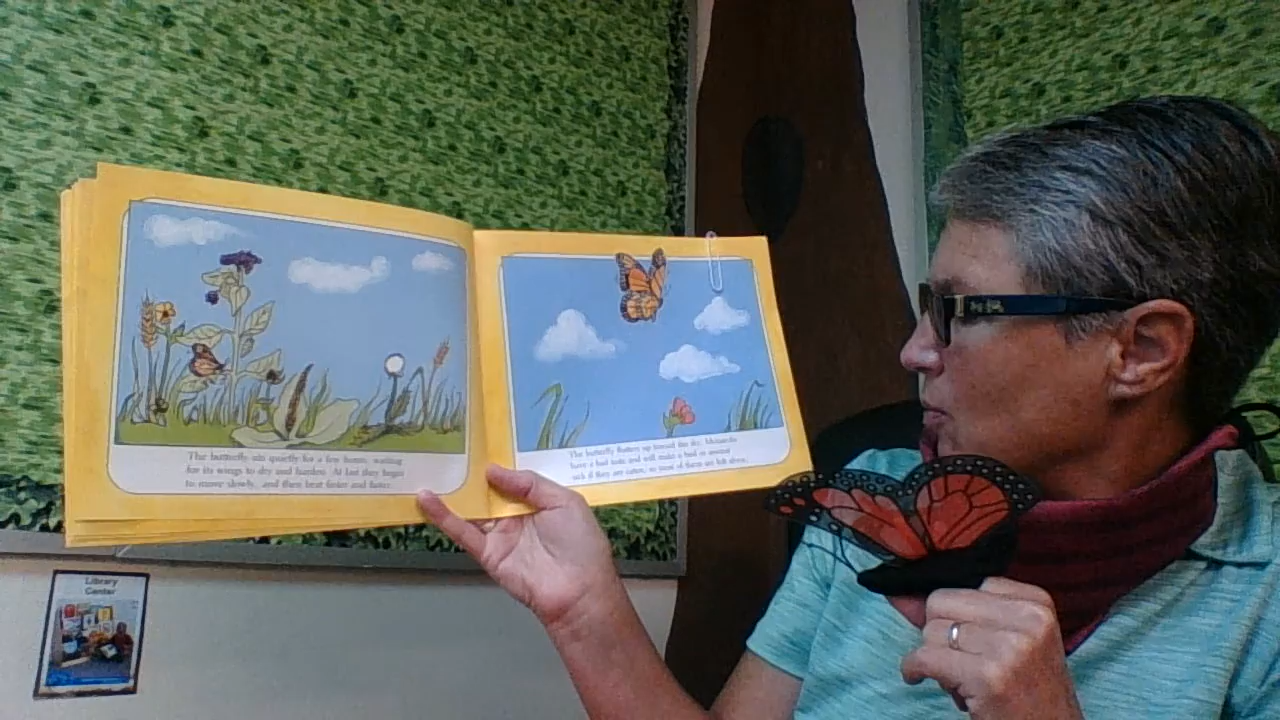 The butterfly sits quietly for a few hours, waiting
for its wings to dry and harden. At last they begin
to move slowly, and then beat faster and faster.
The butterfly flutters up toward the sky. Monarchs
have a bad taste and will make a bird or animal
sick if they are eaten, so most of them are left alone.
Library
Center